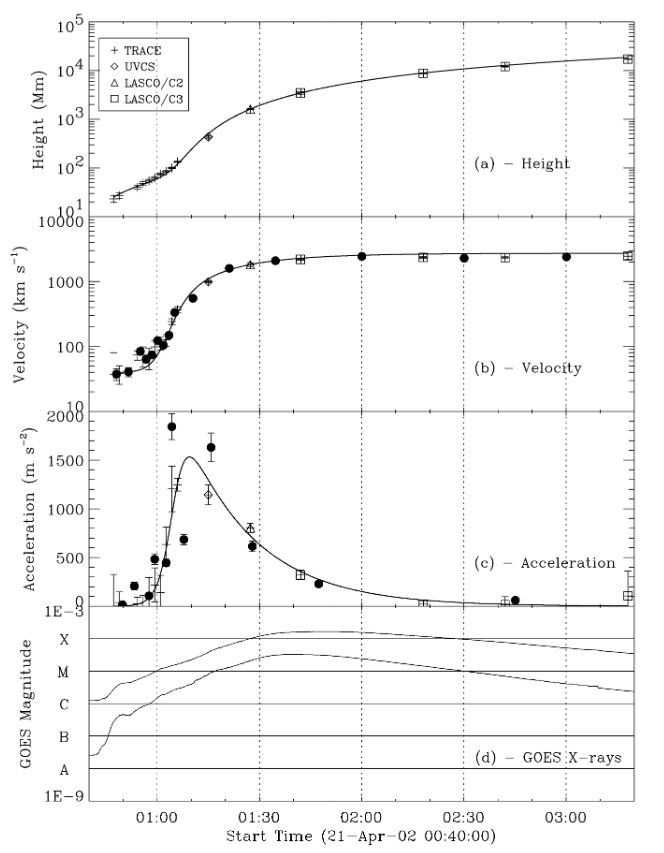 10^5
10^4
10^3
10^2
10^1
Height (Mm)
TRACE
UVCS
LASCO/C2
LASCO/C3
(a) - Height
10000
1000
100
10
Velocity (km s^-1)
(b) - Velocity
2000
1500
1000
500
0
Acceleration (m s^-2)
(c) - Acceleration
1E-3
X
M
C
B
A
1E-9
GOES Magnitude
(d) - GOES X-rays
01:00 01:30 02:00 02:30 03:00
Start Time (21-Apr-02 00:40:00)